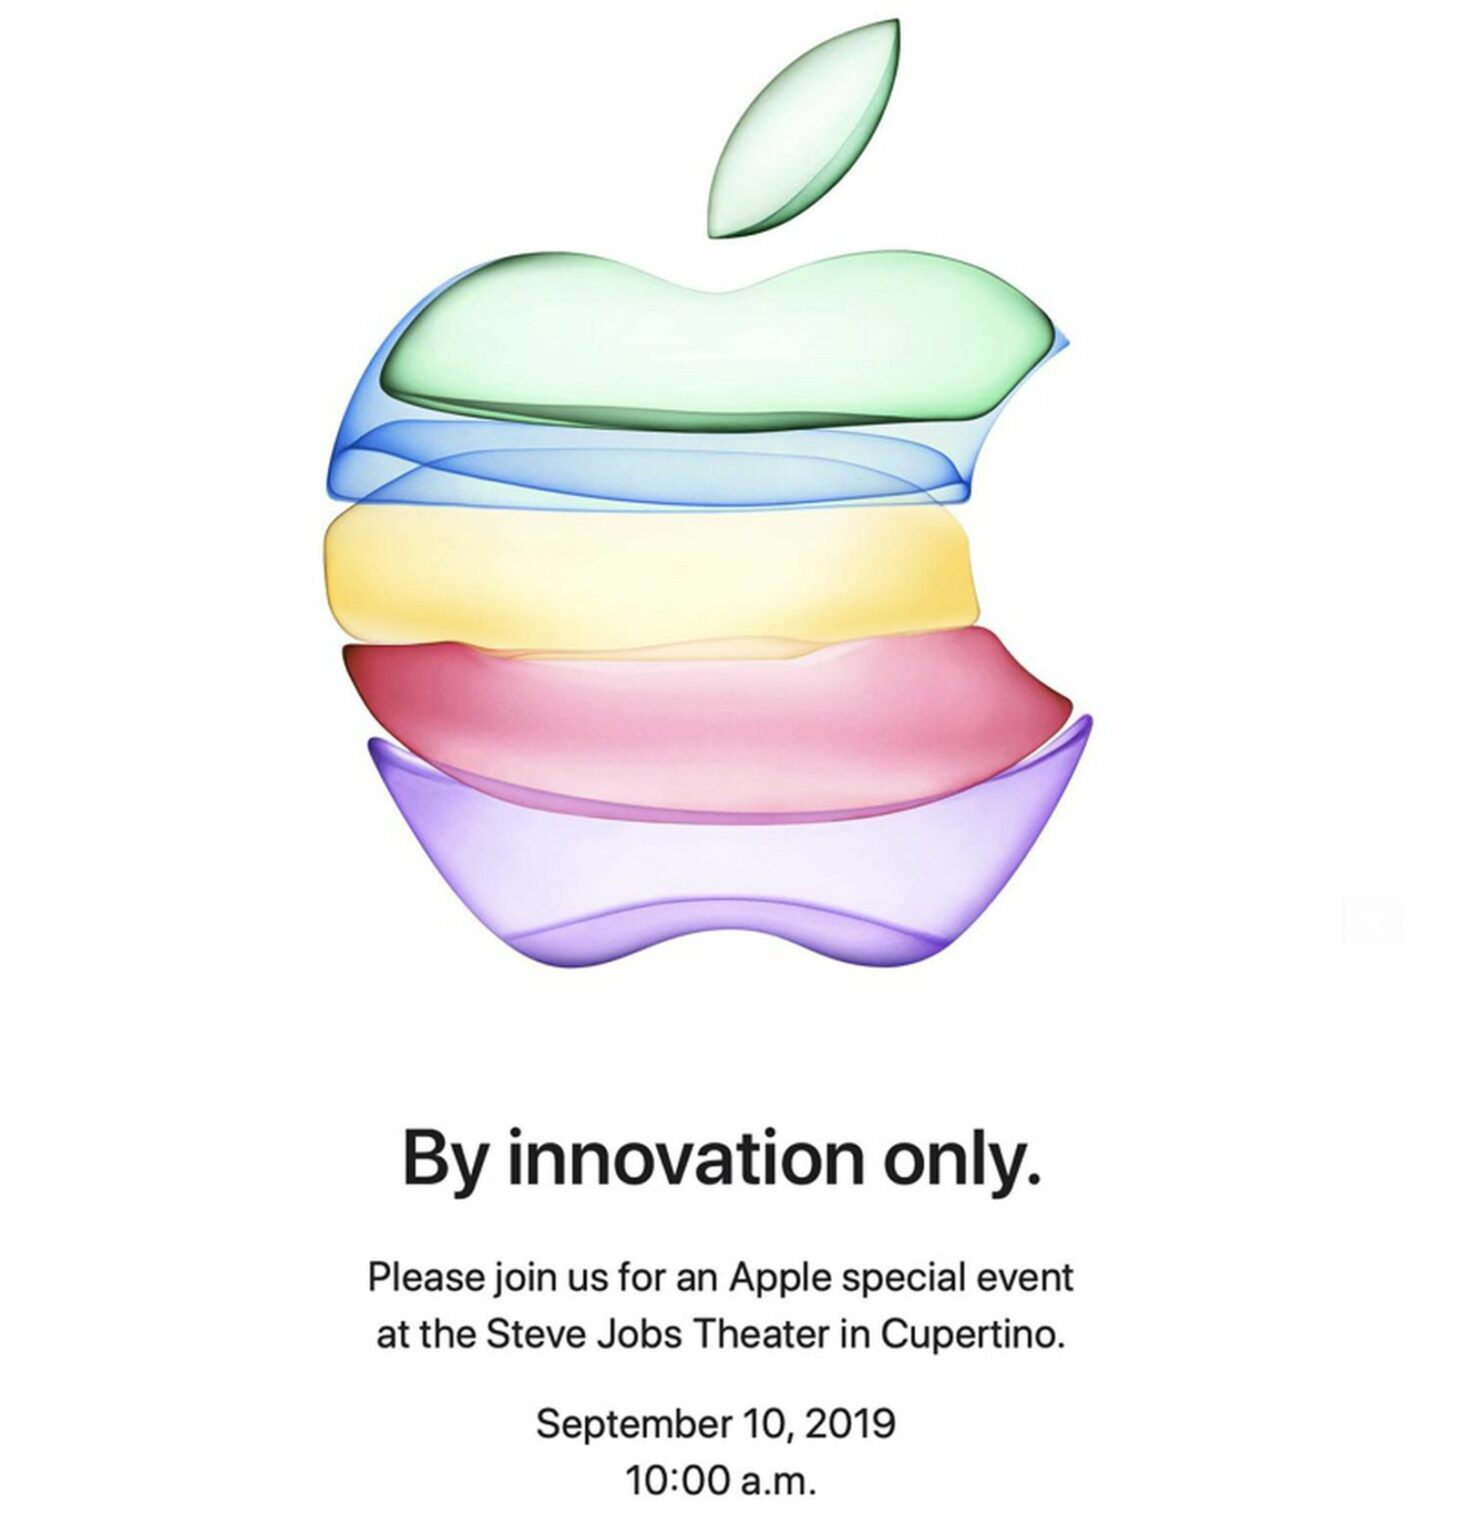 By innovation only.
Please join us for an Apple special event
at the Steve Jobs Theater in Cupertino.
September 10, 2019
10:00 a.m.